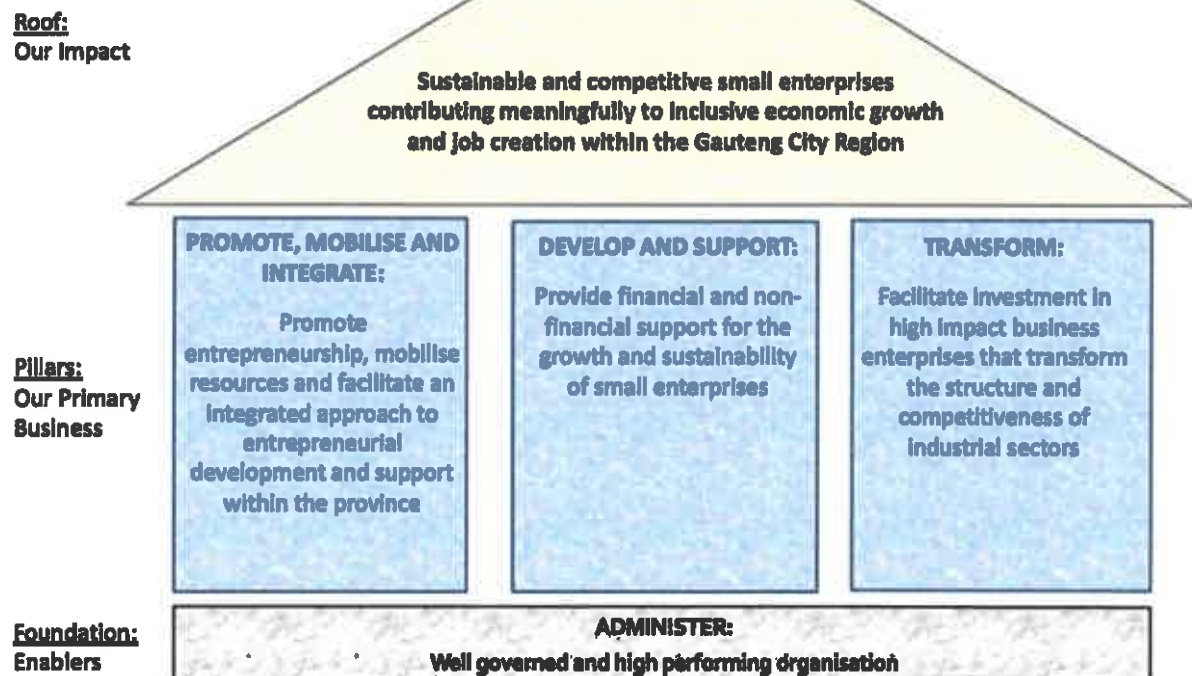 Roof:
Our Impact
Sustainable and competitive small enterprises
contributing meaningfully to inclusive economic growth
and job creation within the Gauteng City Region
Pillars:
Our Primary
Business
PROMOTE, MOBILISE AND
INTEGRATE:
Promote
entrepreneurship, mobilise
resources and facilitate an
integrated approach to
entrepreneurial
development and support
within the province
DEVELOP AND SUPPORT:
Provide financial and non-
financial support for the
growth and sustainability
of small enterprises
TRANSFORM:
Facilitate investment in
high impact business
enterprises that transform
the structure and
competitiveness of
industrial sectors
Foundation:
Enablers
ADMINISTER:
Well governed and high performing organisation